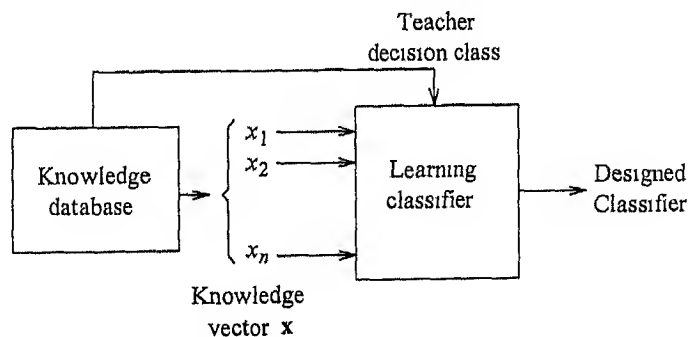 Teacher
decision class
Knowledge
database
x₁
x₂
xₙ
Learning
classifier
Designed
Classifier
Knowledge
vector x